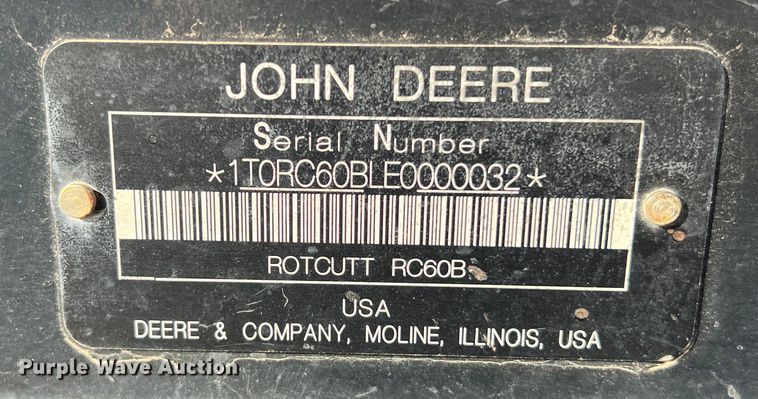 JOHN DEERE
Serial Number
*1T0RC60BLE0000032*
ROTCUTT RC60B
USA
DEERE & COMPANY, MOLINE, ILLINOIS, USA
Purple Wave Auction